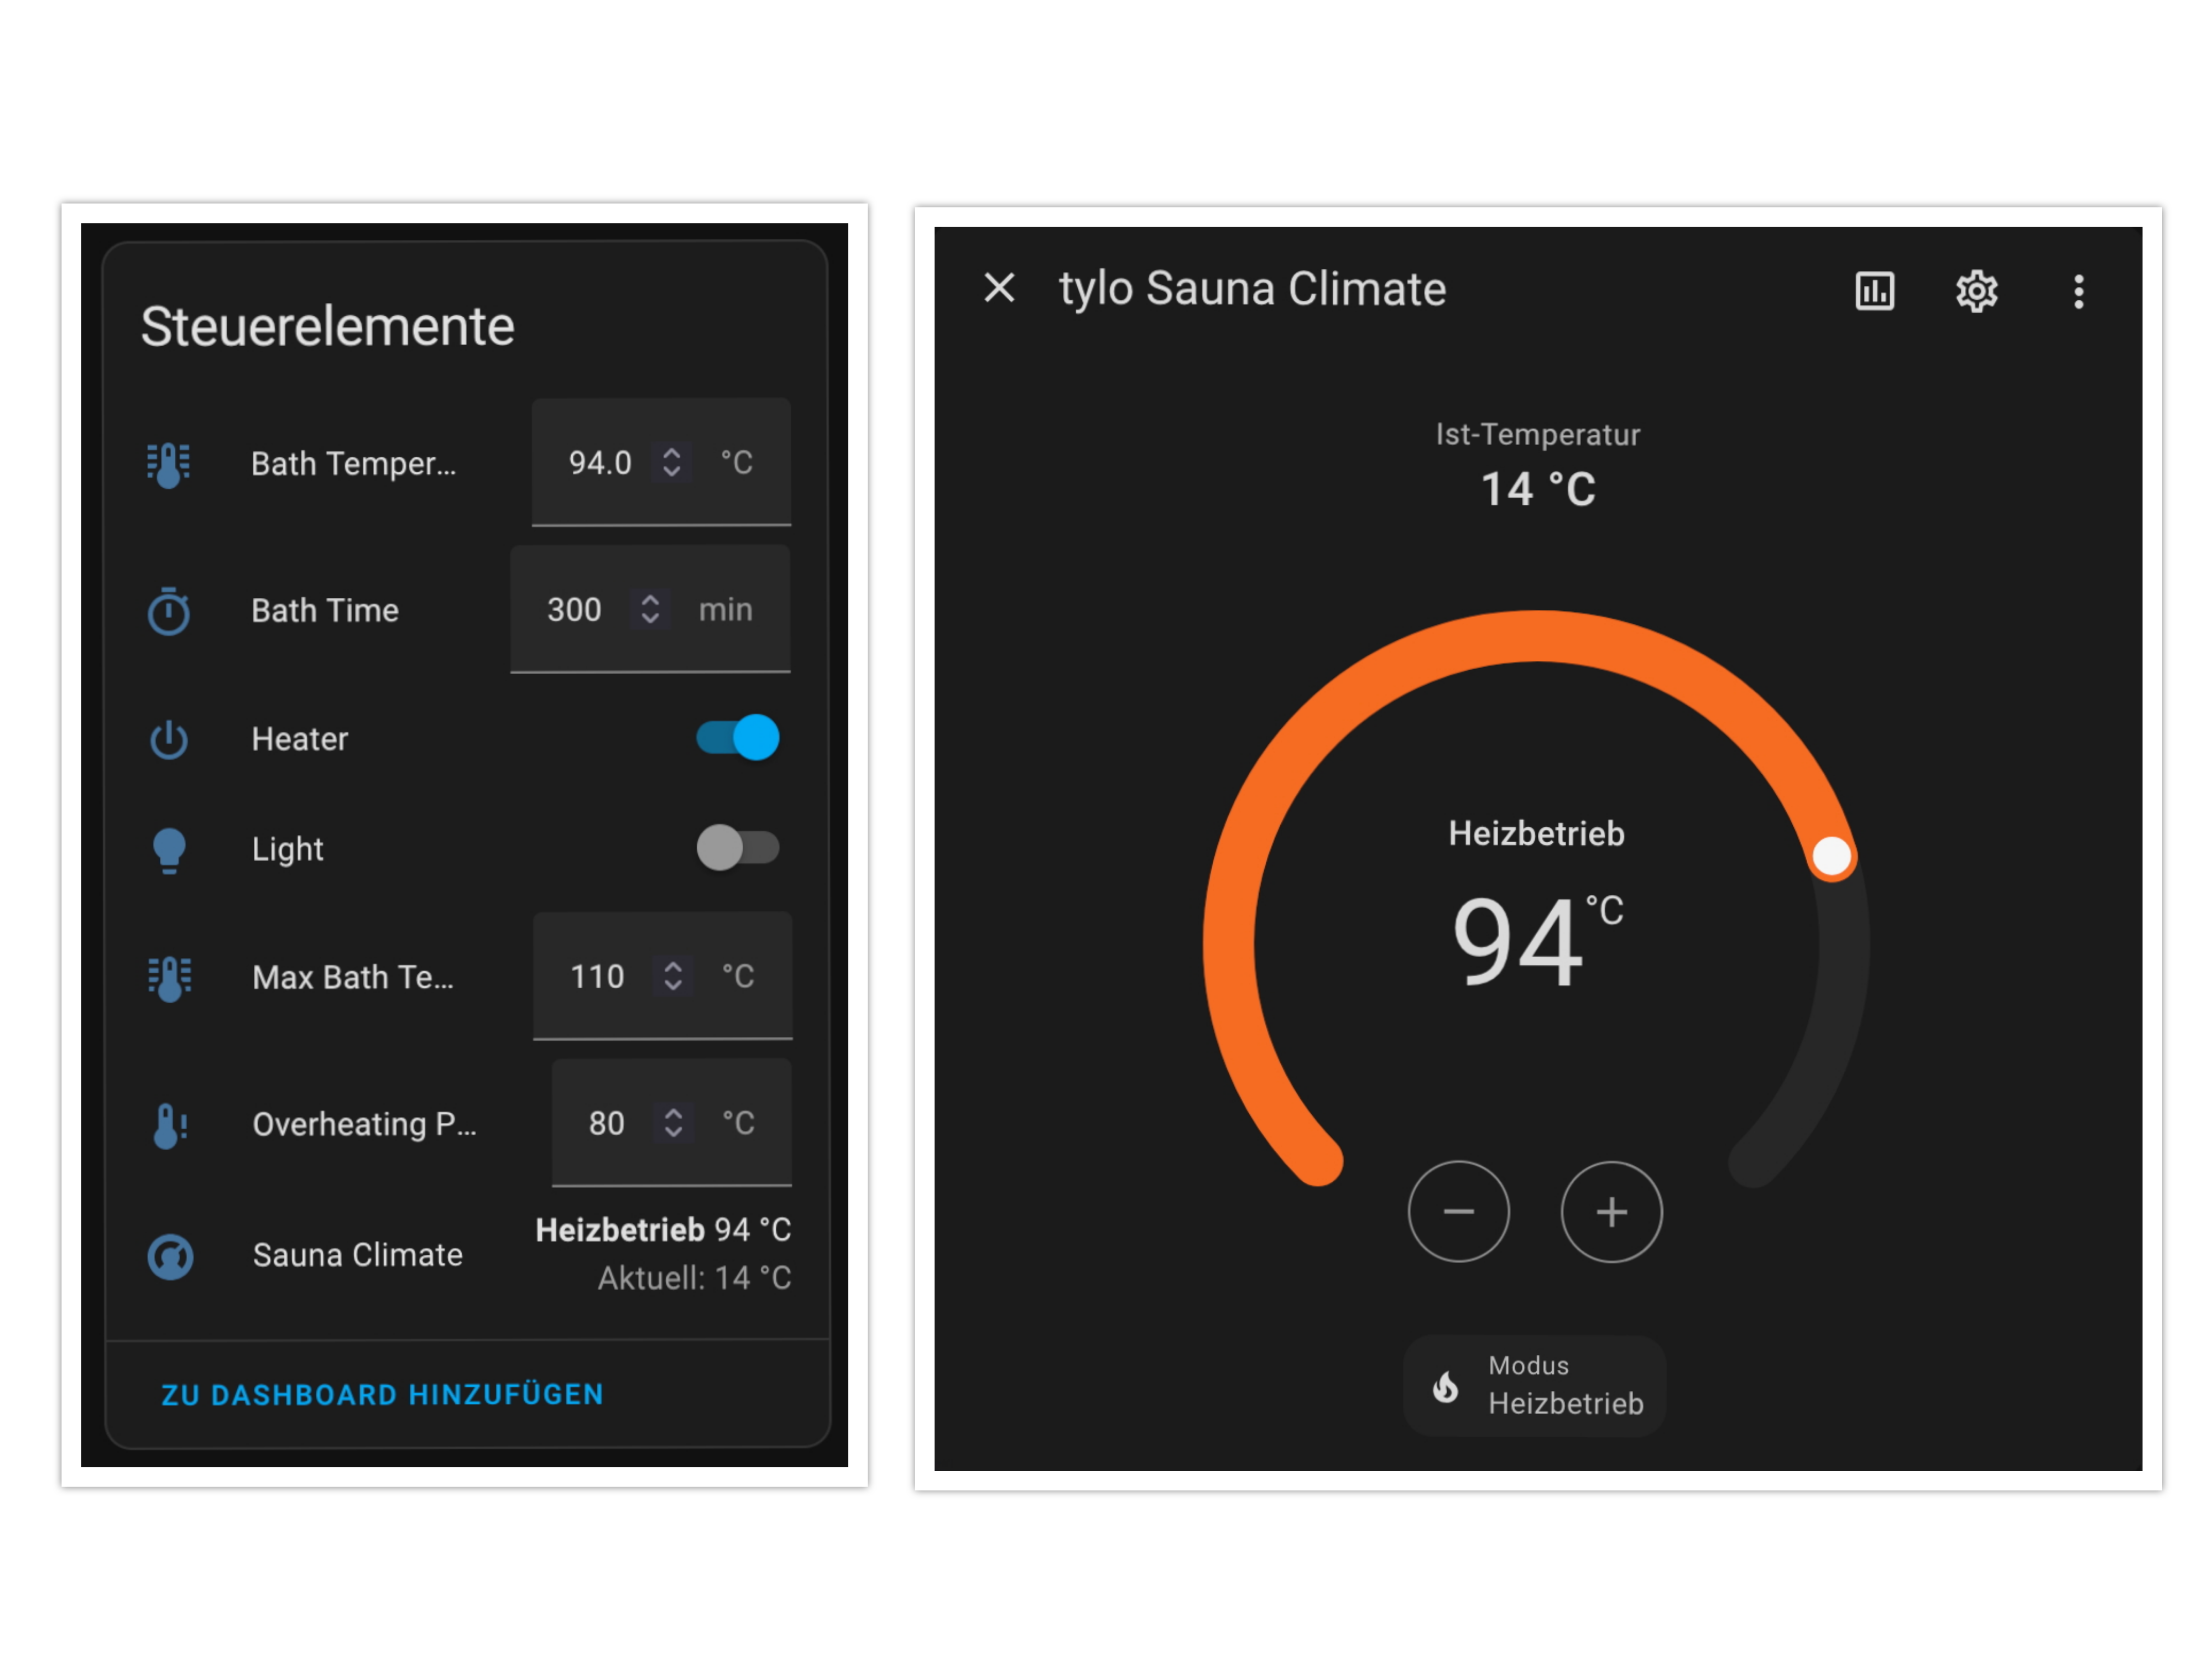 Steuerelemente
Bath Temper... 94.0 °C
Bath Time 300 min
Heater
Light
Max Bath Te... 110 °C
Overheating P... 80 °C
Sauna Climate Heizbetrieb 94 °C
Aktuell: 14 °C
ZU DASHBOARD HINZUFÜGEN
tylo Sauna Climate
Ist-Temperatur
14 °C
Heizbetrieb
94 °C
Modus
Heizbetrieb